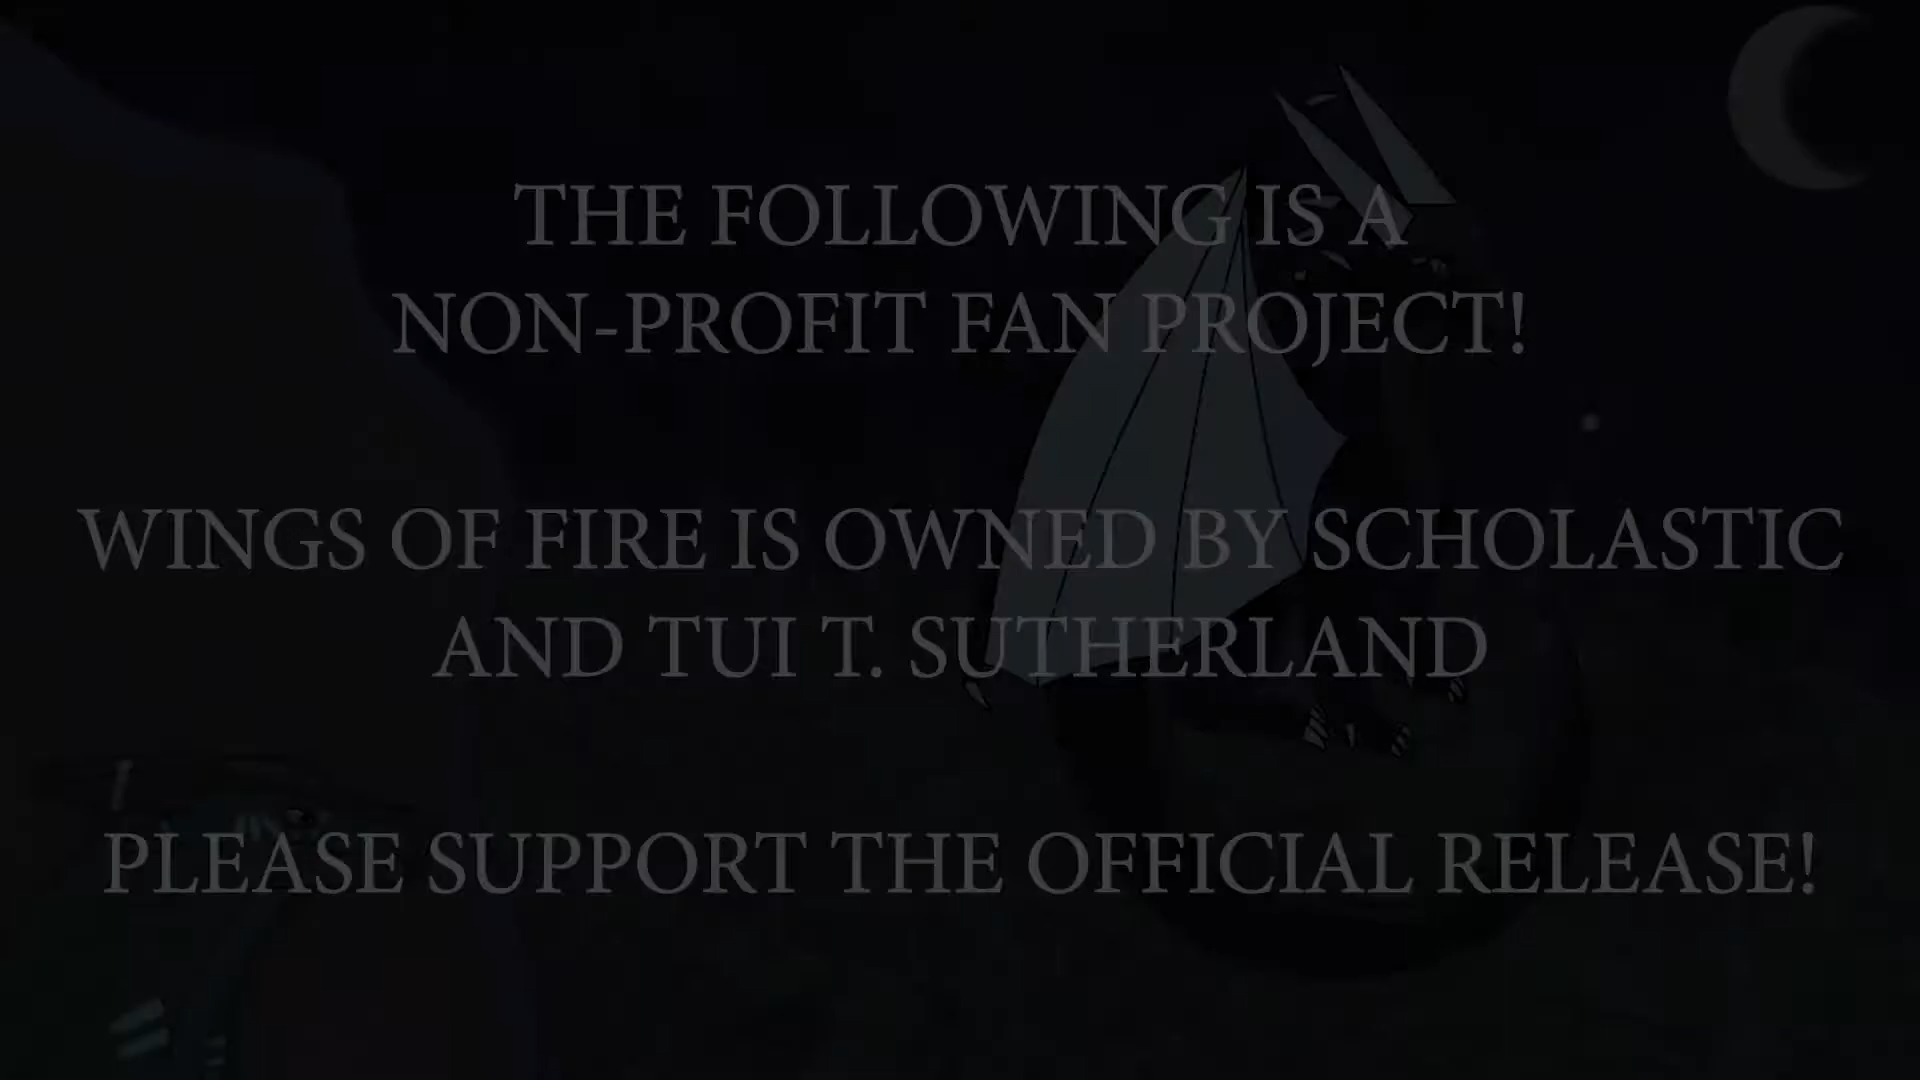 THE FOLLOWING IS A
NON-PROFIT FAN PROJECT!
WINGS OF FIRE IS OWNED BY SCHOLASTIC
AND TUI T. SUTHERLAND
PLEASE SUPPORT THE OFFICIAL RELEASE!